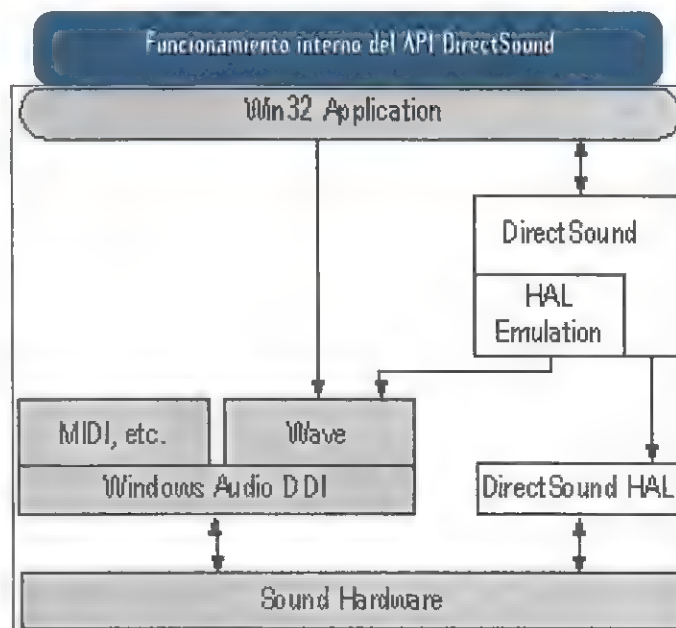 Funcionamiento interno del API DirectSound
Win32 Application
DirectSound
HAL
Emulation
MIDI, etc.
Wave
Windows Audio DDI
DirectSound HAL
Sound Hardware